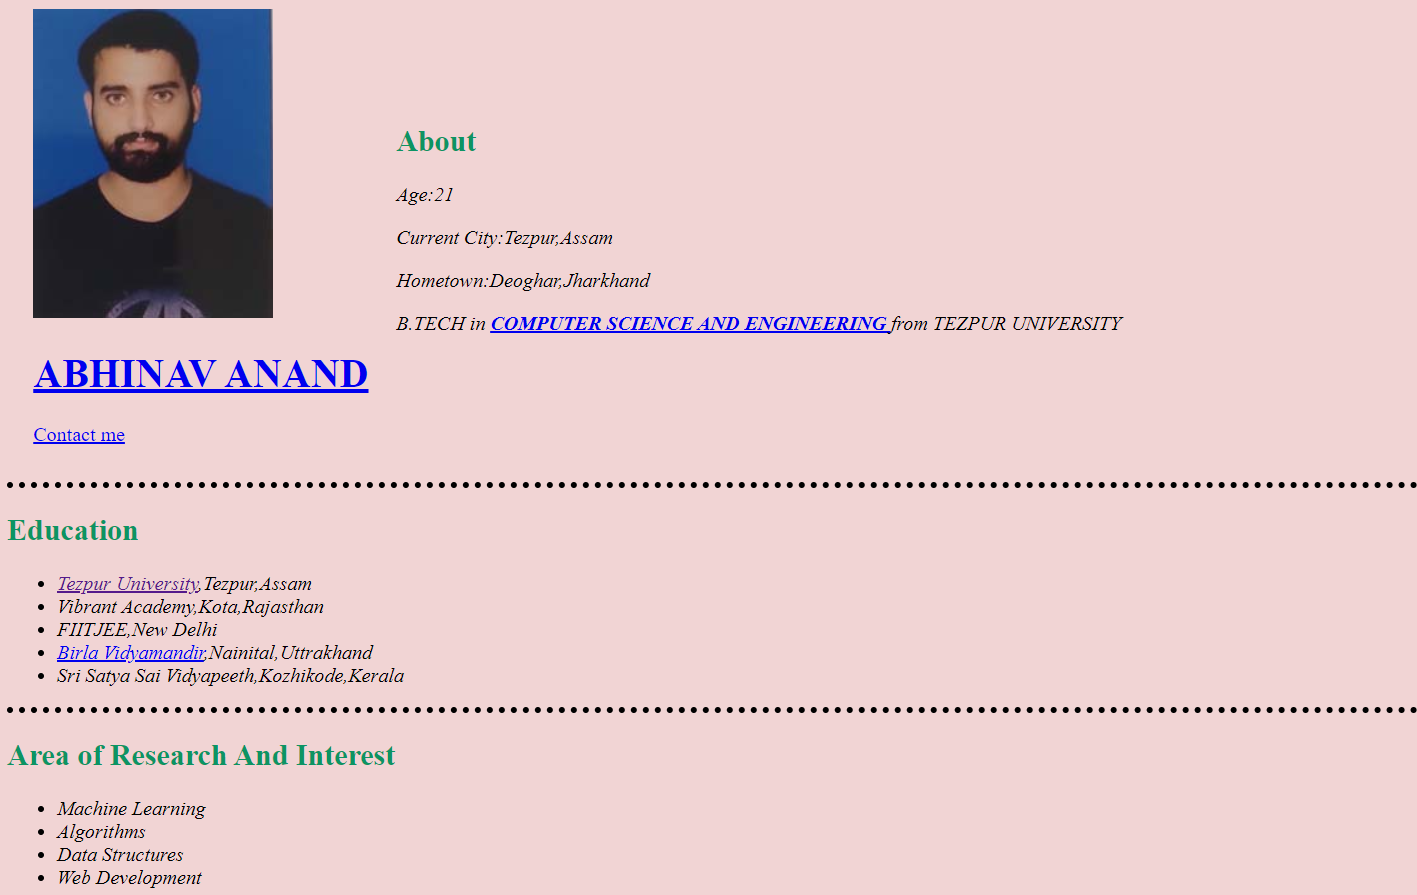 About
Age:21
Current City:Tezpur,Assam
Hometown:Deoghar,Jharkhand
B.TECH in COMPUTER SCIENCE AND ENGINEERING from TEZPUR UNIVERSITY
ABHINAV ANAND
Contact me
Education
Tezpur University,Tezpur,Assam
Vibrant Academy,Kota,Rajasthan
FIITJEE,New Delhi
Birla Vidyamandir,Nainital,Uttrakhand
Sri Satya Sai Vidyapeeth,Kozhikode,Kerala
Area of Research And Interest
Machine Learning
Algorithms
Data Structures
Web Development